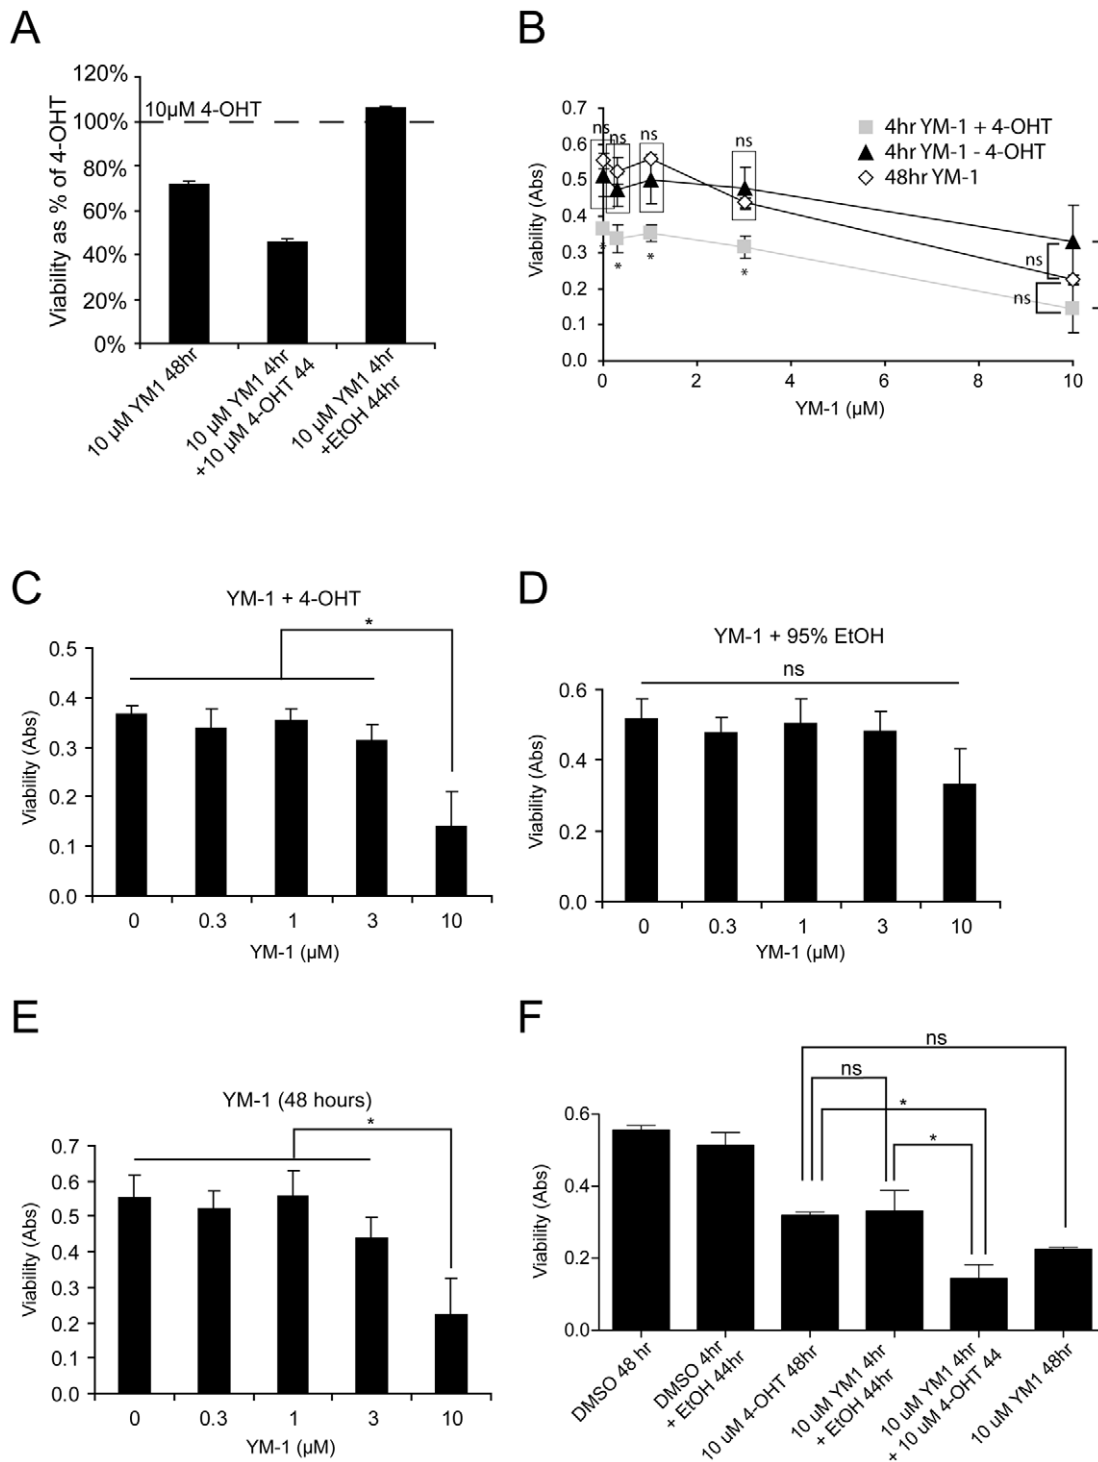 A
120%
100%
80%
60%
40%
20%
0%
Viability as % of 4-OHT
10µM 4-OHT
10 µM YM1 48hr
10 µM YM1 4hr
+10 µM 4-OHT 44
10 µM YM1 4hr
+EtOH 44hr
B
0.7
0.6
0.5
0.4
0.3
0.2
0.1
0.0
Viability (Abs)
ns
ns
ns
ns
*
*
*
*
ns
ns
4hr YM-1 + 4-OHT
4hr YM-1 - 4-OHT
48hr YM-1
0
2
4
6
8
10
YM-1 (µM)
C
YM-1 + 4-OHT
*
0.5
0.4
0.3
0.2
0.1
0.0
Viability (Abs)
0
0.3
1
3
10
YM-1 (µM)
D
YM-1 + 95% EtOH
ns
0.6
0.4
0.2
0.0
Viability (Abs)
0
0.3
1
3
10
YM-1 (µM)
E
YM-1 (48 hours)
*
0.7
0.6
0.5
0.4
0.3
0.2
0.1
0.0
Viability (Abs)
0
0.3
1
3
10
YM-1 (µM)
F
ns
ns
*
*
0.6
0.4
0.2
0.0
Viability (Abs)
DMSO 48 hr
DMSO 4hr
+ EtOH 44hr
10 uM 4-OHT 48hr
10 uM YM1 4hr
+ EtOH 44hr
10 uM YM1 4hr
+ 10 uM 4-OHT 44
10 uM YM1 48hr